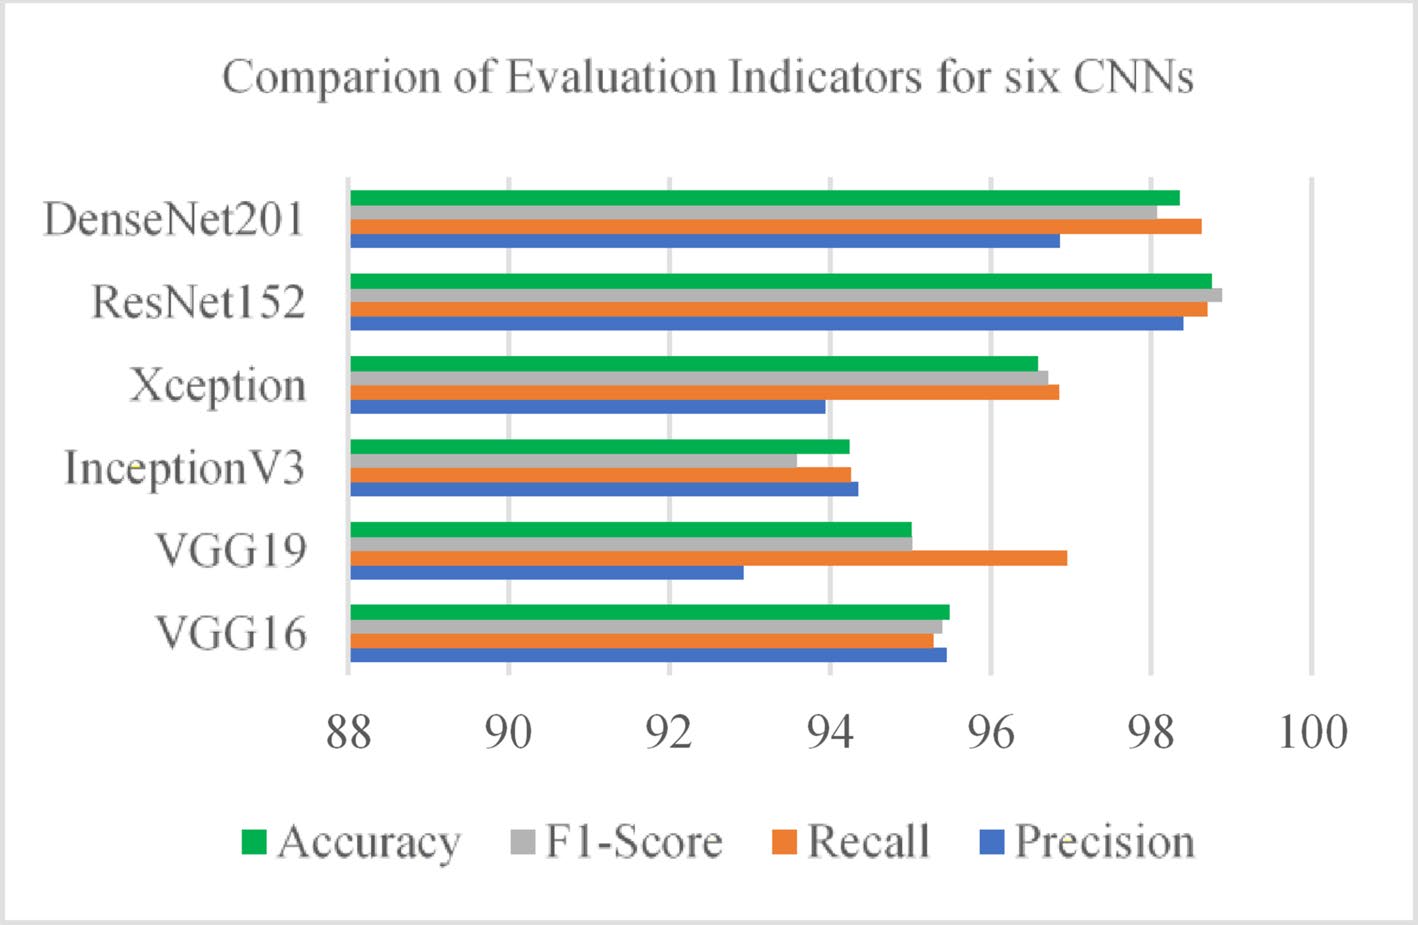 Comparion of Evaluation Indicators for six CNNs
DenseNet201
ResNet152
Xception
InceptionV3
VGG19
VGG16
88 90 92 94 96 98 100
Accuracy F1-Score Recall Precision